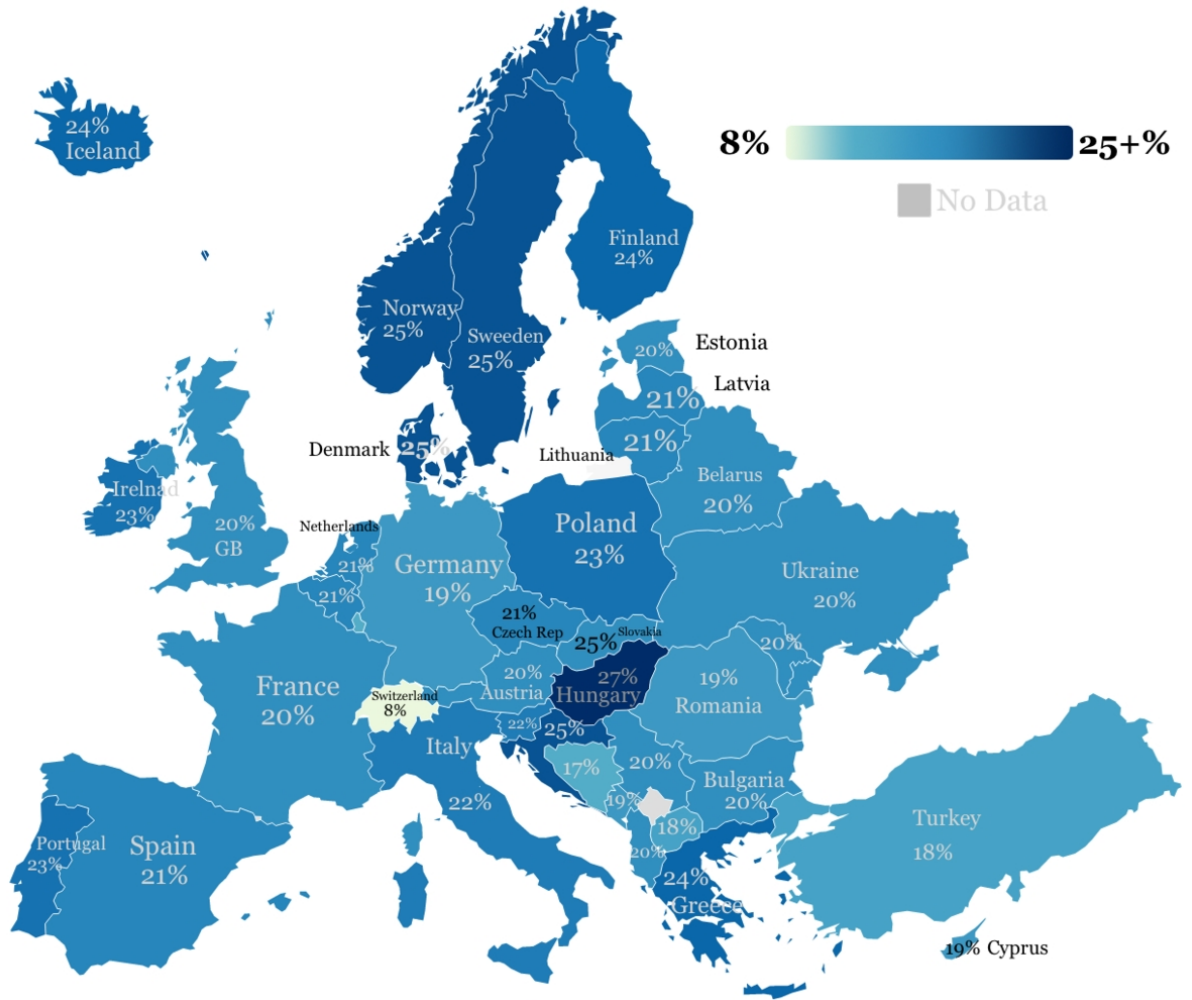 24%
Iceland
8%
25+%
No Data
Finland
24%
Norway
25%
Sweeden
25%
20%
Estonia
Latvia
21%
Denmark
25%
Lithuania
21%
Belarus
20%
Irelnad
23%
20%
GB
Netherlands
21%
21%
Germany
19%
Poland
23%
Ukraine
20%
21%
Czech Rep
25%
Slovakia
20%
France
20%
Switzerland
8%
20%
Austria
27%
Hungary
19%
Romania
22%
25%
Italy
22%
17%
20%
Bulgaria
20%
19%
18%
20%
Portugal
23%
Spain
21%
24%
Greece
Turkey
18%
19% Cyprus